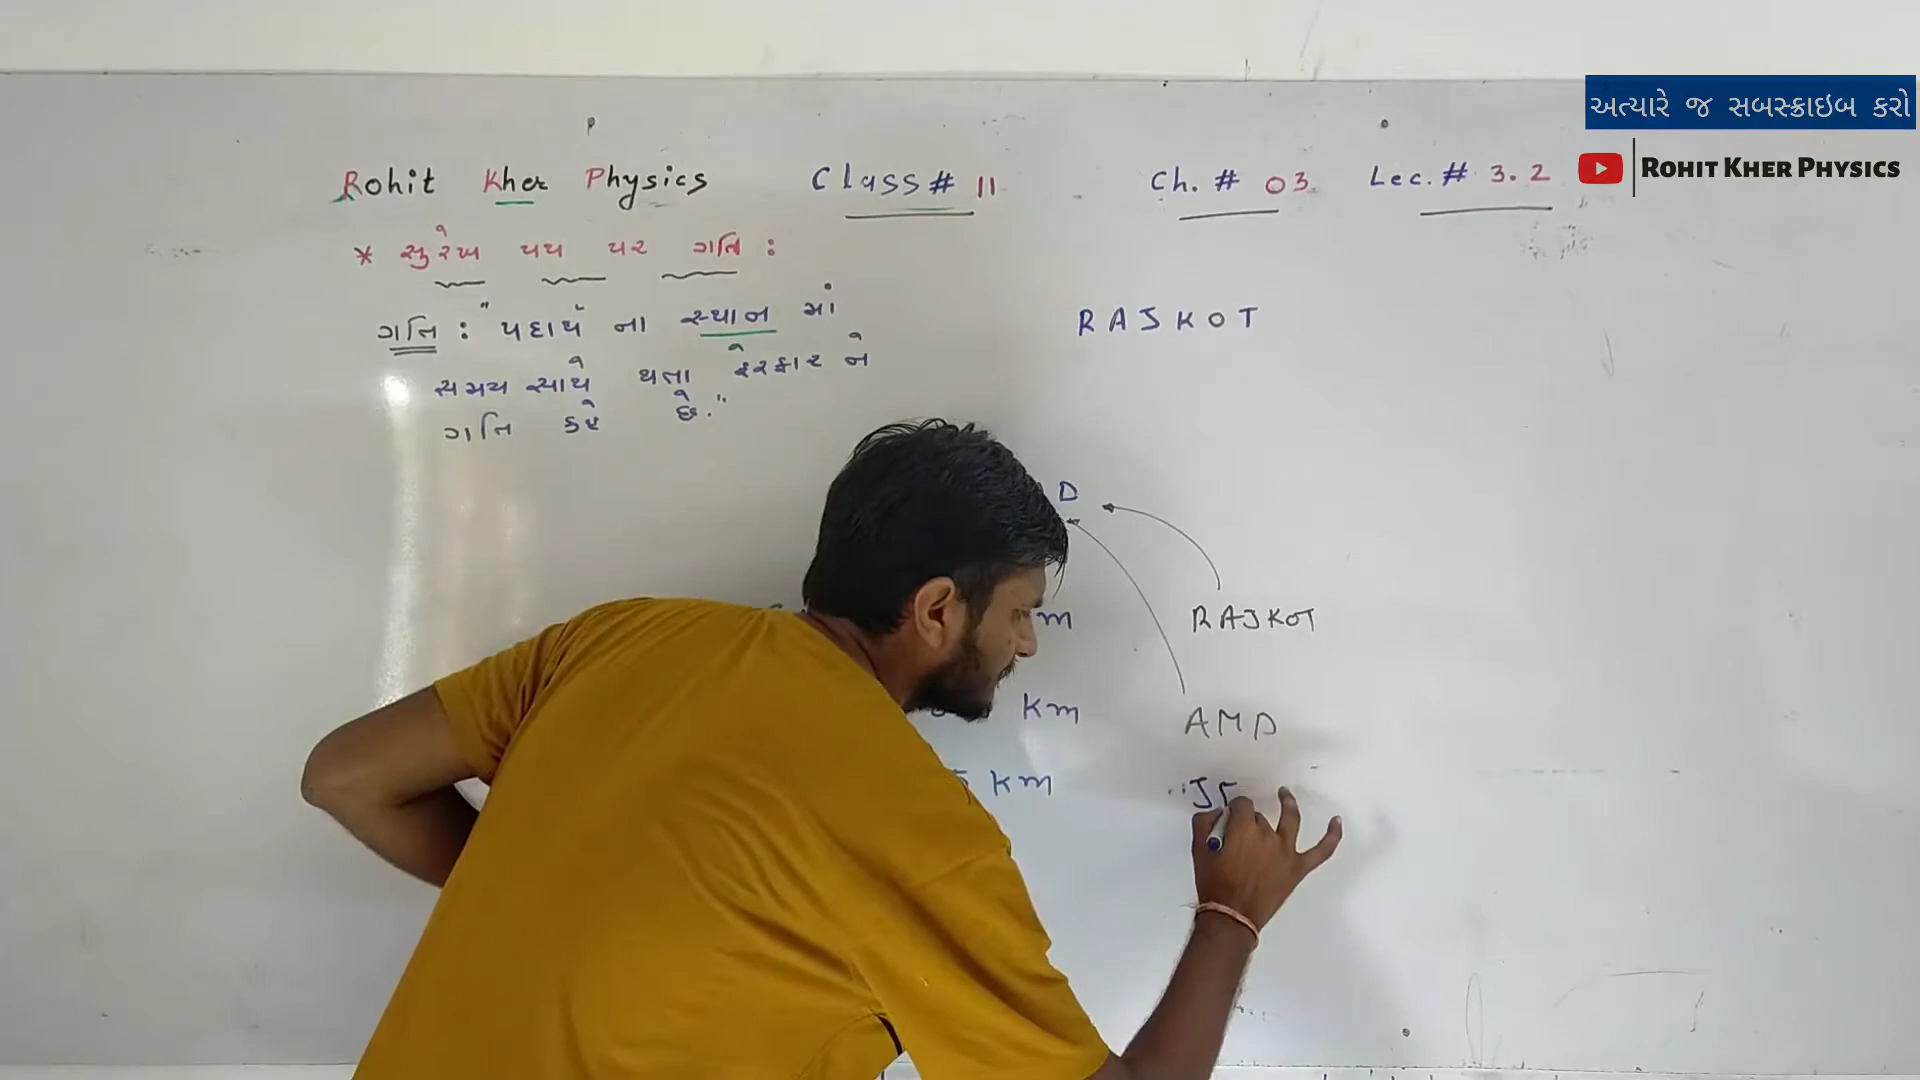 અત્યારે જ સબસ્ક્રાઇબ કરો
ROHIT KHER PHYSICS
Rohit Kher Physics Class # 11 Ch. # 03 Lec. # 3.2
* સુરેખ પથ પર ગતિ :
ગતિ : "પદાર્થ ના સ્થાન માં
સમય સાથે થતા ફેરફાર ને
ગતિ કહે છે."
RAJKOT
D
m
RAJKOT
Km
AMD
Km